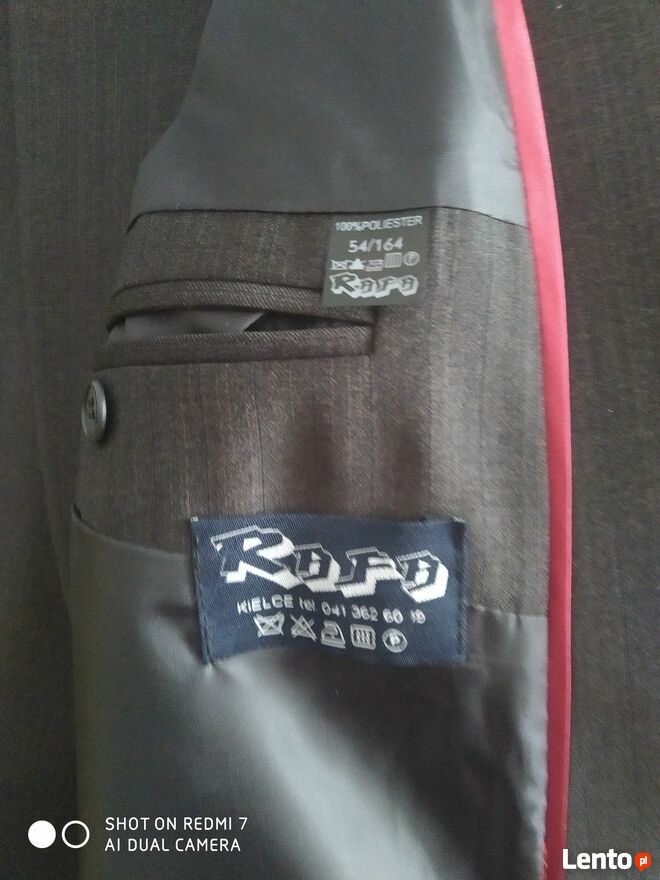 100%POLIESTER
54/164
P
RAFA
RAFA
KIELCE tel 041 362 60 19
P
SHOT ON REDMI 7
AI DUAL CAMERA
Lento pl